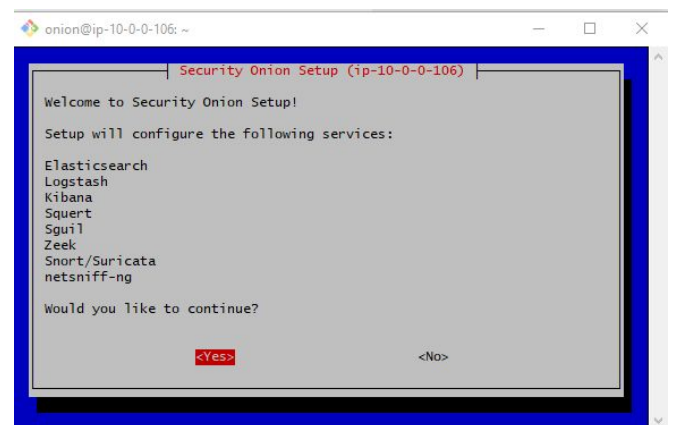 onion@ip-10-0-0-106: ~
Security Onion Setup (ip-10-0-0-106)
Welcome to Security Onion Setup!
Setup will configure the following services:
Elasticsearch
Logstash
Kibana
Squert
Sguil
Zeek
Snort/Suricata
netsniff-ng
Would you like to continue?
<Yes> <No>